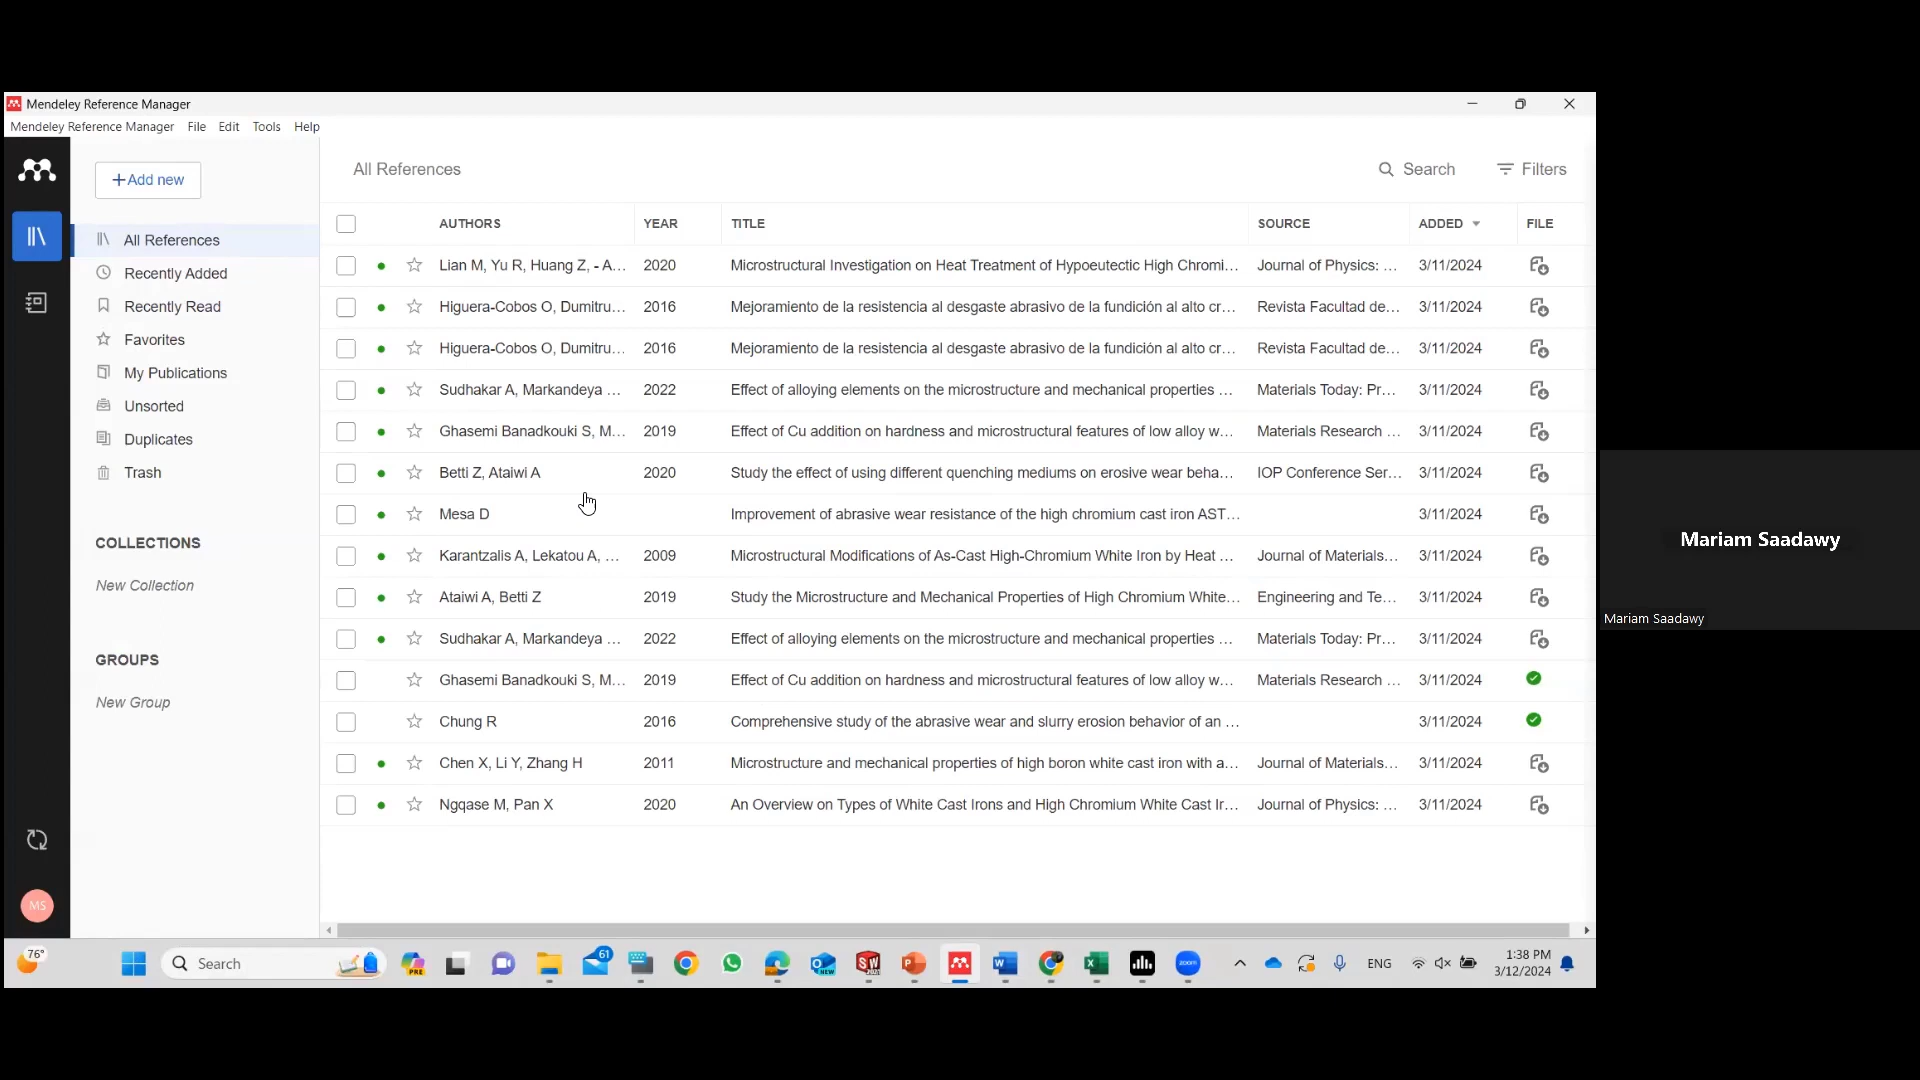 Mendeley Reference Manager
Mendeley Reference Manager File Edit Tools Help
+Add new
All References
Recently Added
Recently Read
Favorites
My Publications
Unsorted
Duplicates
Trash
COLLECTIONS
New Collection
GROUPS
New Group
MS
All References Search Filters
AUTHORS YEAR TITLE SOURCE ADDED FILE
Lian M, Yu R, Huang Z, - A... 2020 Microstructural Investigation on Heat Treatment of Hypoeutectic High Chromi... Journal of Physics: ... 3/11/2024
Higuera-Cobos O, Dumitru... 2016 Mejoramiento de la resistencia al desgaste abrasivo de la fundición al alto cr... Revista Facultad de... 3/11/2024
Higuera-Cobos O, Dumitru... 2016 Mejoramiento de la resistencia al desgaste abrasivo de la fundición al alto cr... Revista Facultad de... 3/11/2024
Sudhakar A, Markandeya ... 2022 Effect of alloying elements on the microstructure and mechanical properties ... Materials Today: Pr... 3/11/2024
Ghasemi Banadkouki S, M... 2019 Effect of Cu addition on hardness and microstructural features of low alloy w... Materials Research ... 3/11/2024
Betti Z, Ataiwi A 2020 Study the effect of using different quenching mediums on erosive wear beha... IOP Conference Ser... 3/11/2024
Mesa D Improvement of abrasive wear resistance of the high chromium cast iron AST... 3/11/2024
Karantzalis A, Lekatou A, ... 2009 Microstructural Modifications of As-Cast High-Chromium White Iron by Heat ... Journal of Materials... 3/11/2024
Ataiwi A, Betti Z 2019 Study the Microstructure and Mechanical Properties of High Chromium White... Engineering and Te... 3/11/2024
Sudhakar A, Markandeya ... 2022 Effect of alloying elements on the microstructure and mechanical properties ... Materials Today: Pr... 3/11/2024
Ghasemi Banadkouki S, M... 2019 Effect of Cu addition on hardness and microstructural features of low alloy w... Materials Research ... 3/11/2024
Chung R 2016 Comprehensive study of the abrasive wear and slurry erosion behavior of an ... 3/11/2024
Chen X, Li Y, Zhang H 2011 Microstructure and mechanical properties of high boron white cast iron with a... Journal of Materials... 3/11/2024
Ngqase M, Pan X 2020 An Overview on Types of White Cast Irons and High Chromium White Cast Ir... Journal of Physics: ... 3/11/2024
Mariam Saadawy
Mariam Saadawy
76° Search PRE 61 NEW SW 2021 zoom ENG 1:38 PM
3/12/2024